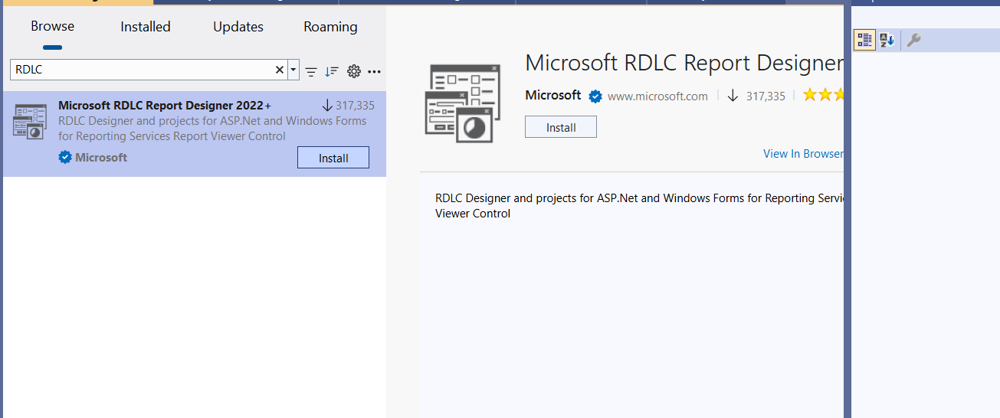 Browse Installed Updates Roaming
RDLC
Microsoft RDLC Report Designer 2022+ 317,335
RDLC Designer and projects for ASP.Net and Windows Forms
for Reporting Services Report Viewer Control
Microsoft Install
Microsoft RDLC Report Designer
Microsoft www.microsoft.com 317,335
Install
View In Browser
RDLC Designer and projects for ASP.Net and Windows Forms for Reporting Servi
Viewer Control